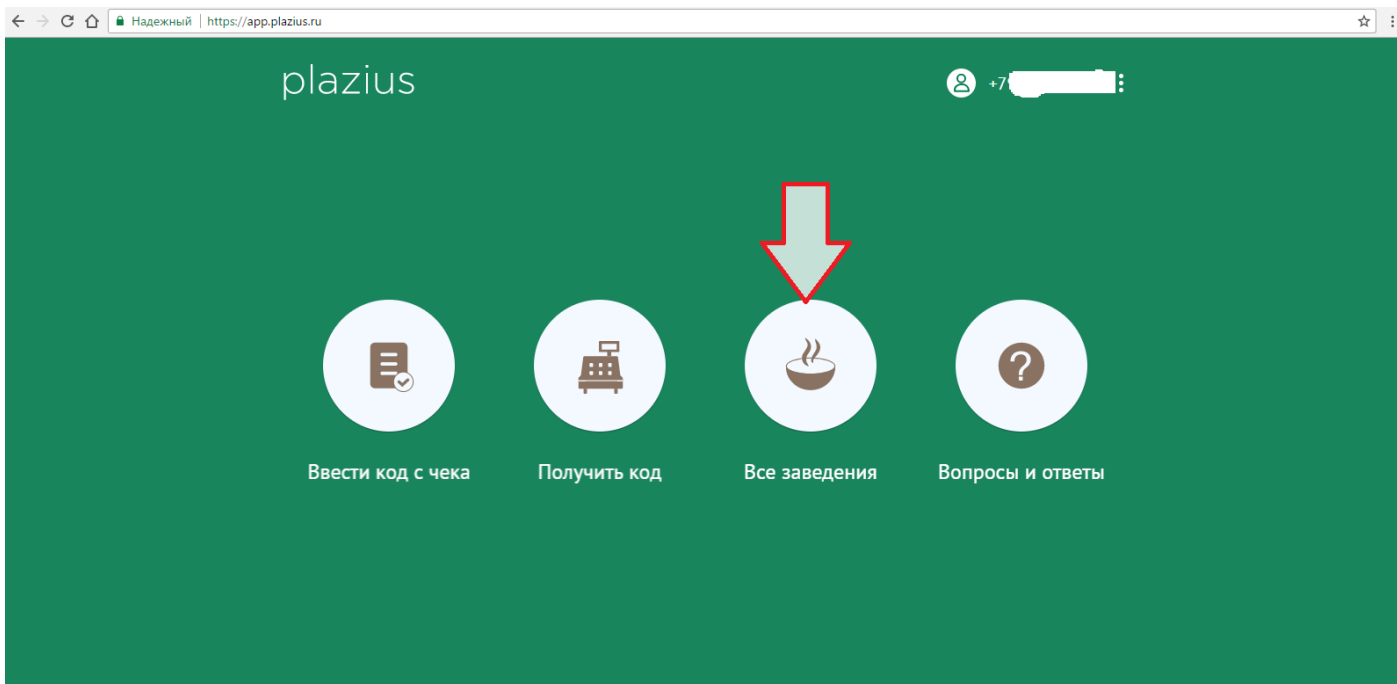 Надежный | https://app.plazius.ru
plazius
+7
Ввести код с чека
Получить код
Все заведения
Вопросы и ответы